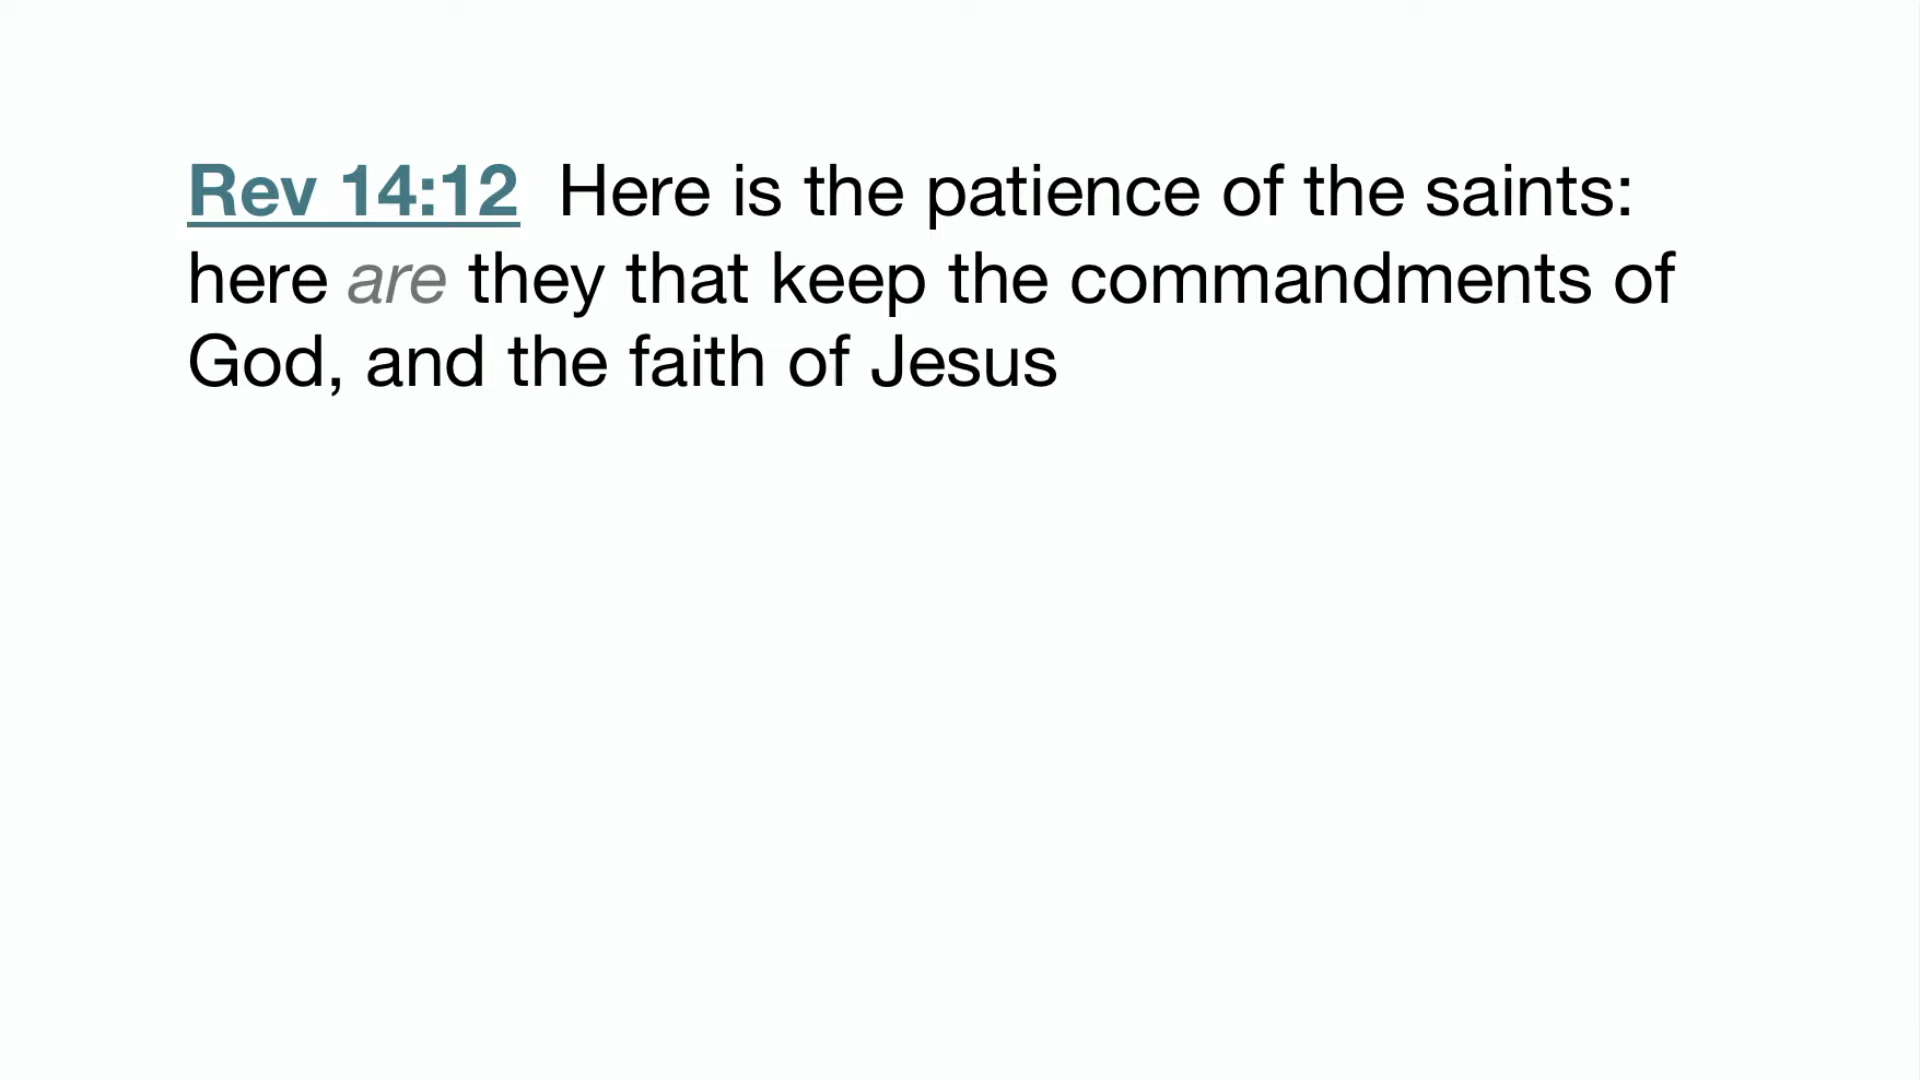 Rev 14:12  Here is the patience of the saints:
here are they that keep the commandments of
God, and the faith of Jesus